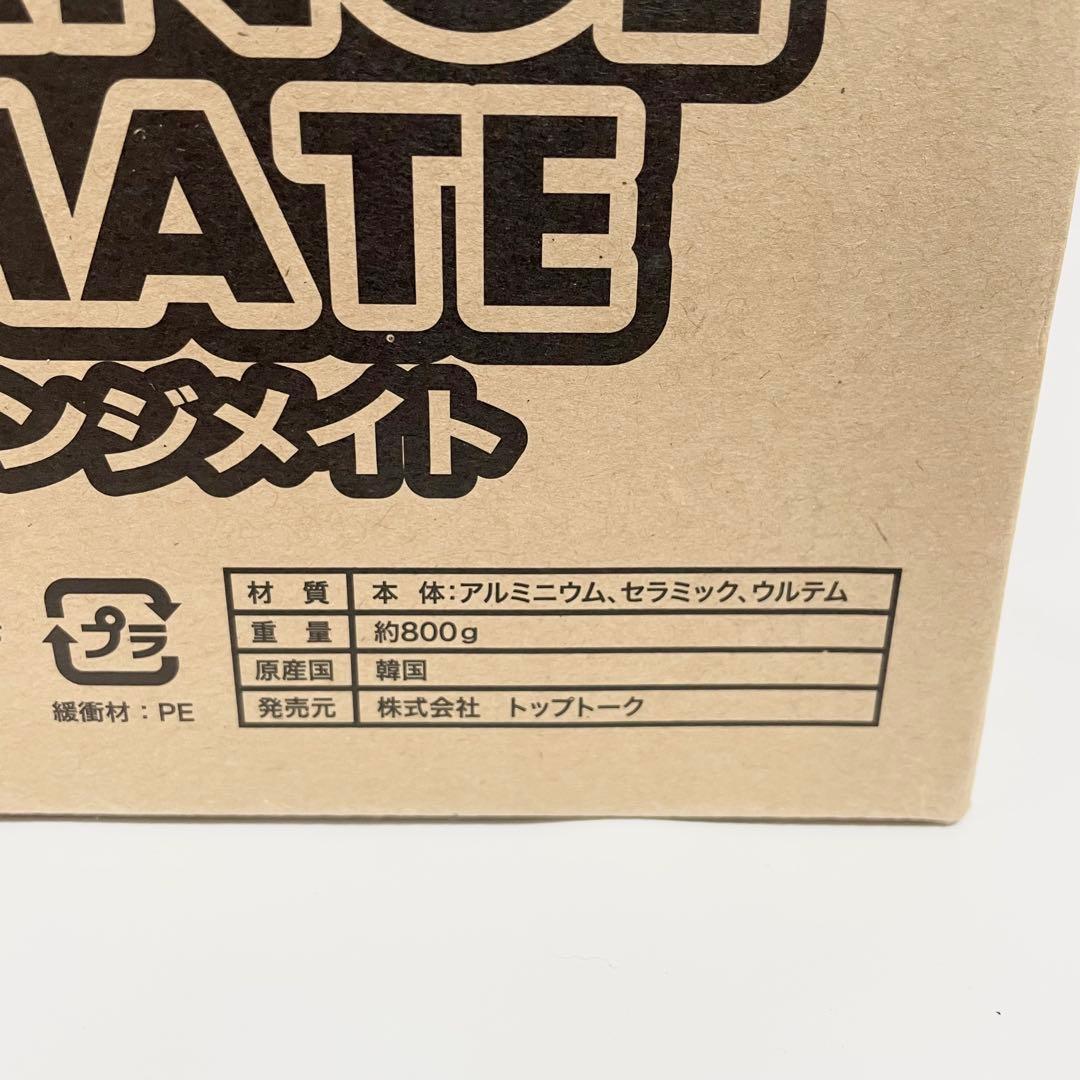 MATE
ンジメイト
プラ
緩衝材：PE
材質 本体：アルミニウム、セラミック、ウルテム
重量 約800g
原産国 韓国
発売元 株式会社 トップトーク